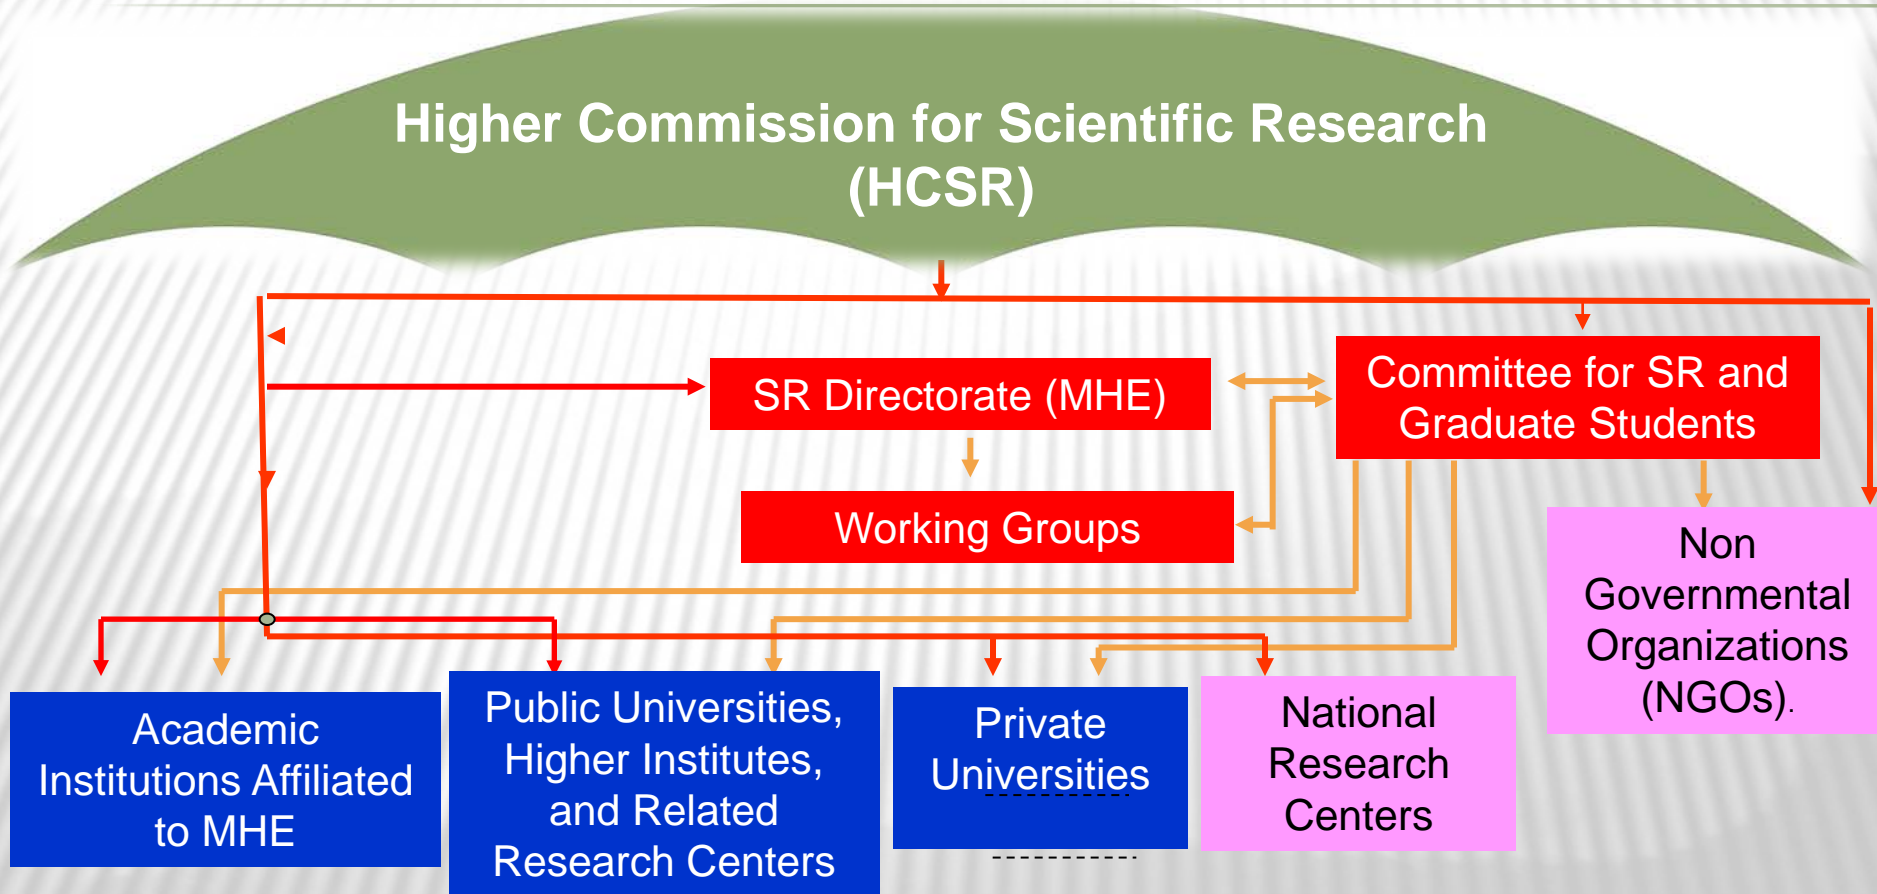 Higher Commission for Scientific Research
(HCSR)
SR Directorate (MHE)
Committee for SR and
Graduate Students
Working Groups
Non
Governmental
Organizations
(NGOs).
Academic
Institutions Affiliated
to MHE
Public Universities,
Higher Institutes,
and Related
Research Centers
Private
Universities
National
Research
Centers